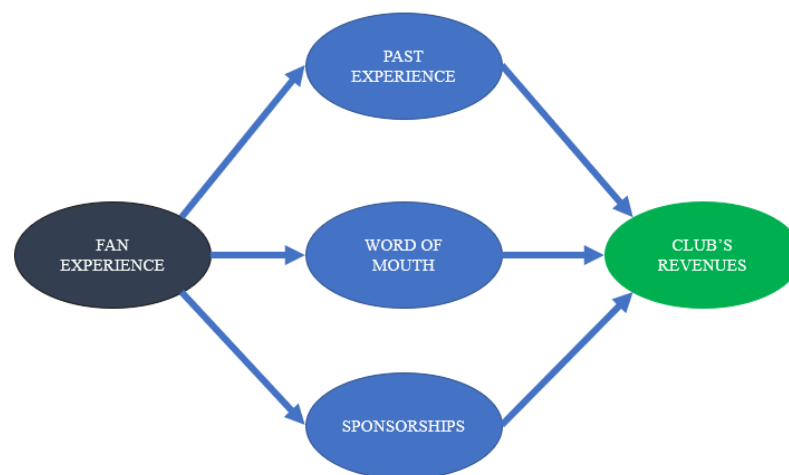 PAST
EXPERIENCE
FAN
EXPERIENCE
WORD OF
MOUTH
CLUB’S
REVENUES
SPONSORSHIPS